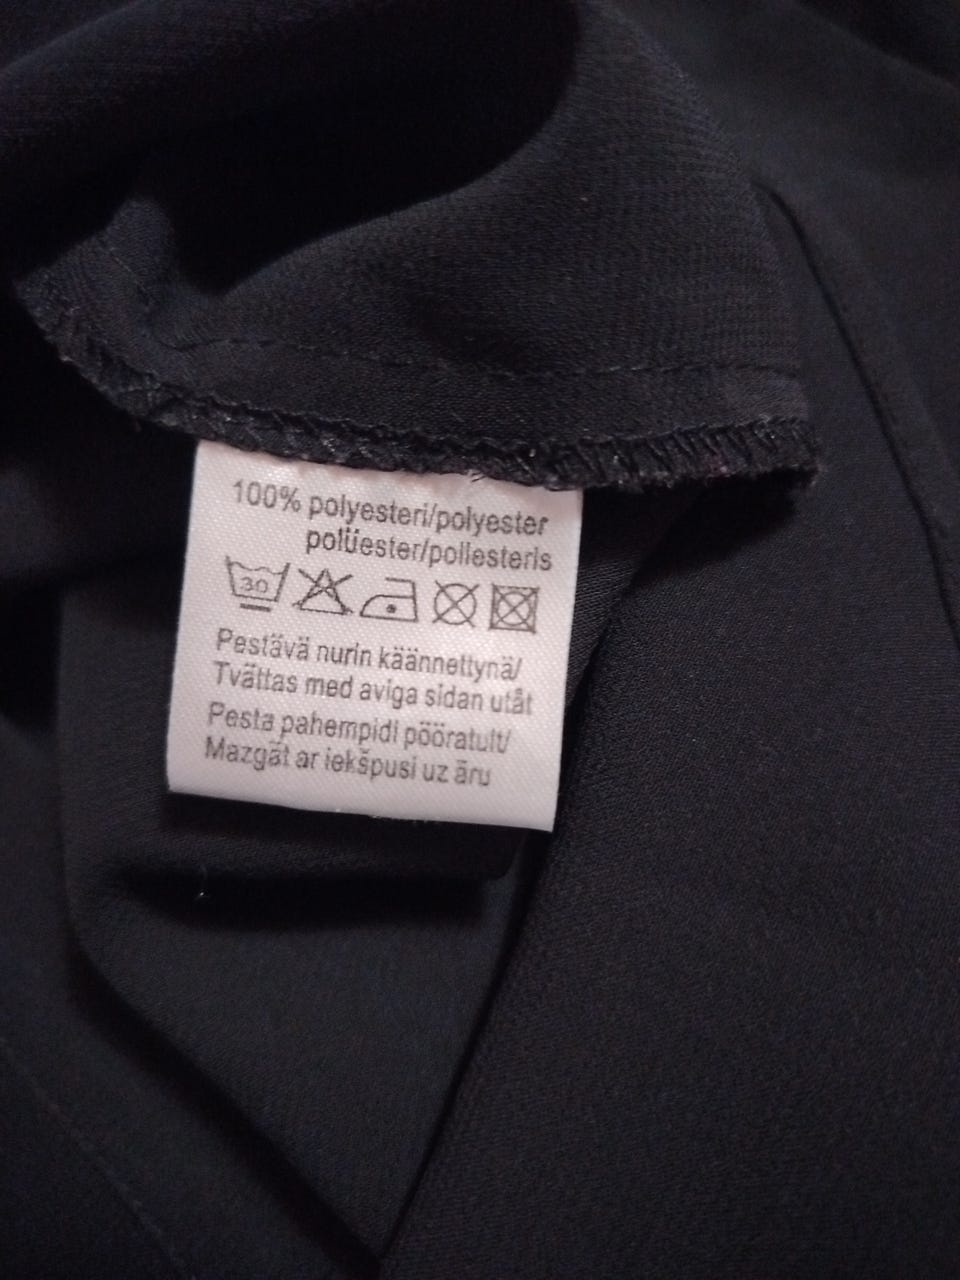 100% polyesteri/polyester
polüester/poliesteris
30
Pestävä nurin käännettynä/
Tvättas med aviga sidan utåt
Pesta pahempidi pööratult/
Mazgāt ar iekšpusi uz āru